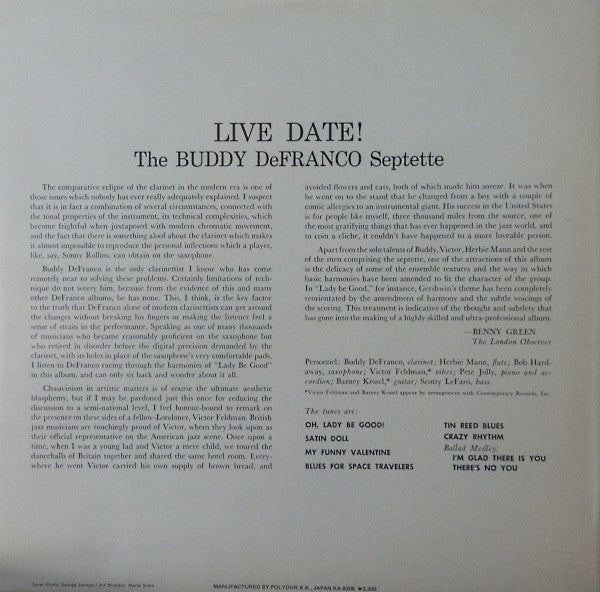 LIVE DATE!
The BUDDY DeFRANCO Septette
The comparative eclipse of the clarinet in the modern era is one of
those issues which nobody has ever really adequately explained. I suspect
that it is in fact a combination of several circumstances, connected with
the tonal properties of the instrument, its technical complexities, which
become frightful when juxtaposed with modern chromatic movement,
and the fact that there is something aloof about the clarinet which makes
it almost impossible to reproduce the personal inflections which a player,
like, say, Sonny Rollins, can obtain on the saxophone.
Buddy DeFranco is the only clarinettist I know who has come
remotely near to solving these problems. Certainly limitations of tech-
nique do not worry him, because from the evidence of this and many
other DeFranco albums, he has none. This, I think, is the key factor
to the truth that DeFranco alone of modern clarinettists can get around
the changes without breaking his fingers or making the listener feel a
sense of strain in the performance. Speaking as one of many thousands
of musicians who became reasonably proficient on the saxophone but
who retired in disorder before the digital precision demanded by the
clarinet, with its holes in place of the saxophone's very comfortable pads,
I listen to DeFranco racing through the harmonies of "Lady Be Good"
in this album, and can only sit back and wonder about it all.
Chauvinism in artistic matters is of course the ultimate aesthetic
blasphemy, but if I may be pardoned just this once for reducing the
discussion to a semi-national level, I feel honour-bound to remark on
the presence on these sides of a fellow-Londoner, Victor Feldman. British
jazz musicians are touchingly proud of Victor, whom they look upon as
their official representative on the American jazz scene. Once upon a
time, when I was a young lad and Victor a mere child, we toured the
dancehalls of Britain together and shared the same hotel room. Every-
where he went Victor carried his own supply of brown bread, and
avoided flowers and cats, both of which made him sneeze. It was when
he went on to the stand that he changed from a boy with a couple of
comic allergies to an instrumental giant. His success in the United States
is for people like myself, three thousand miles from the source, one of
the most gratifying things that has ever happened in the jazz world, and
to coin a cliche, it couldn't have happened to a more loveable person.
Apart from the solo talents of Buddy, Victor, Herbie Mann and the rest
of the men comprising the septette, one of the attractions of this album
is the delicacy of some of the ensemble textures and the way in which
basic harmonies have been amended to fit the character of the group.
In "Lady be Good," for instance, Gershwin's theme has been completely
reorientated by the amendment of harmony and the subtle voicings of
the scoring. This treatment is indicative of the thought and subtlety that
has gone into the making of a highly skilled and ultra-professional album.
—BENNY GREEN
The London Observer
Personnel: Buddy DeFranco, clarinet; Herbie Mann, flute; Bob Hard-
away, saxophone; Victor Feldman,* vibes; Pete Jolly, piano and ac-
cordion; Barney Kessel,* guitar; Scotty LeFaro, bass.
*Victor Feldman and Barney Kessel appear by arrangement with Contemporary Records, Inc.
The tunes are:
OH, LADY BE GOOD!
SATIN DOLL
MY FUNNY VALENTINE
BLUES FOR SPACE TRAVELERS
TIN REED BLUES
CRAZY RHYTHM
Ballad Medley:
I'M GLAD THERE IS YOU
THERE'S NO YOU
Cover Photo: George Jerman / Art Director: Merle Shore
MANUFACTURED BY POLYDOR K.K., JAPAN KA 8206 ¥2,300